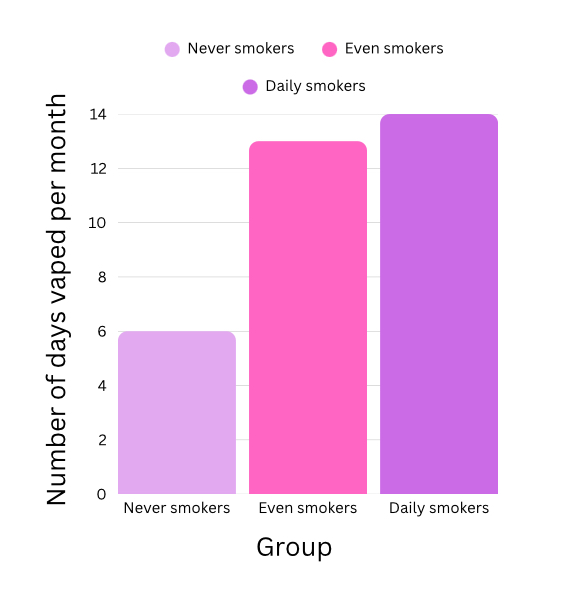 Never smokers
Even smokers
Daily smokers
Number of days vaped per month
14
12
10
8
6
4
2
0
Never smokers
Even smokers
Daily smokers
Group